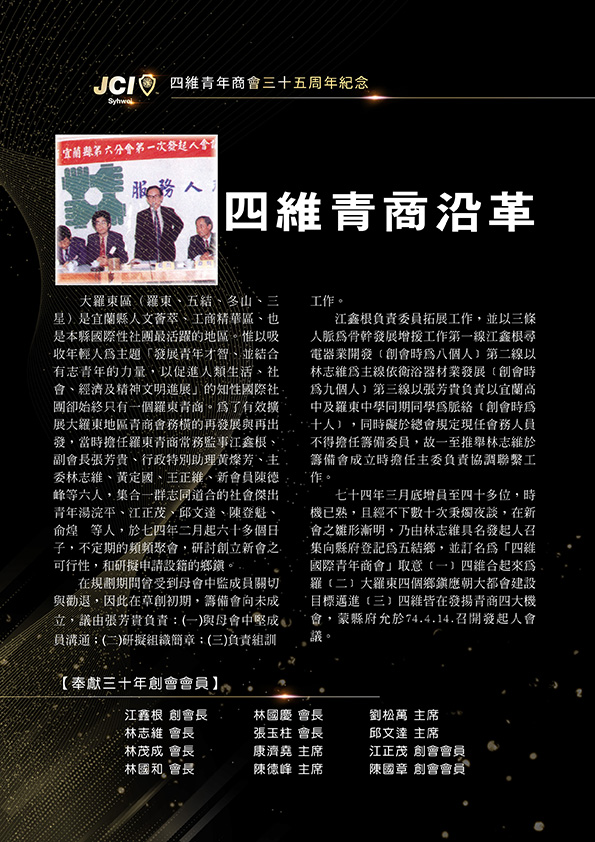 JCI
Syhwei
四維青年商會三十五周年紀念
宜蘭縣第六分會第一次發起人會
服務人
四維青商沿革
大羅東區（羅東、五結、冬山、三
星）是宜蘭縣人文薈萃、工商精華區、也
是本縣國際性社團最活躍的地區。惟以吸
收年輕人為主題「發展青年才智、並結合
有志青年的力量，以促進人類生活、社
會、經濟及精神文明進展」的知性國際社
團卻始終只有一個羅東青商。為了有效擴
展大羅東地區青商會務橫的再發展與再出
發，當時擔任羅東青商常務監事江鑫根、
副會長張芳貴、行政特別助理黃燦芳、主
委林志維、黃定國、王正維、新會員陳德
峰等六人，集合一群志同道合的社會傑出
青年湯浣平、江正茂、邱文達、陳登魁、
俞煌　等人，於七四年二月起六十多個日
子，不定期的頻頻聚會，研討創立新會之
可行性，和研擬申請設籍的鄉鎮。
在規劃期間曾受到母會中監成員關切
與勸退，因此在草創初期，籌備會向未成
立，議由張芳貴負責：(一)與母會中堅成
員溝通；(二)研擬組織簡章；(三)負責組訓
工作。
江鑫根負責委員拓展工作，並以三條
人脈為骨幹發展增援工作第一線江鑫根尋
電器業開發﹝創會時為八個人﹞第二線以
林志維為主線依衛浴器材業發展﹝創會時
為九個人﹞第三線以張芳貴負責以宜蘭高
中及羅東中學同期同學為脈絡﹝創會時為
十人﹞，同時礙於總會規定現任會務人員
不得擔任籌備委員，故一至推舉林志維於
籌備會成立時擔任主委負責協調聯繫工
作。
七十四年三月底增員至四十多位，時
機已熟，且經不下數十次秉燭夜談，在新
會之雛形漸明，乃由林志維具名發起人召
集向縣府登記為五結鄉，並訂名為「四維
國際青年商會」取意﹝一﹞四維合起來為
羅﹝二﹞大羅東四個鄉鎮應朝大都會建設
目標邁進﹝三﹞四維皆在發揚青商四大機
會，蒙縣府允於74.4.14.召開發起人會
議。
【奉獻三十年創會會員】
江鑫根 創會長
林國慶 會長
劉松萬 主席
林志維 會長
張玉柱 會長
邱文達 主席
林茂成 會長
康濟堯 主席
江正茂 創會會員
林國和 會長
陳德峰 主席
陳國章 創會會員